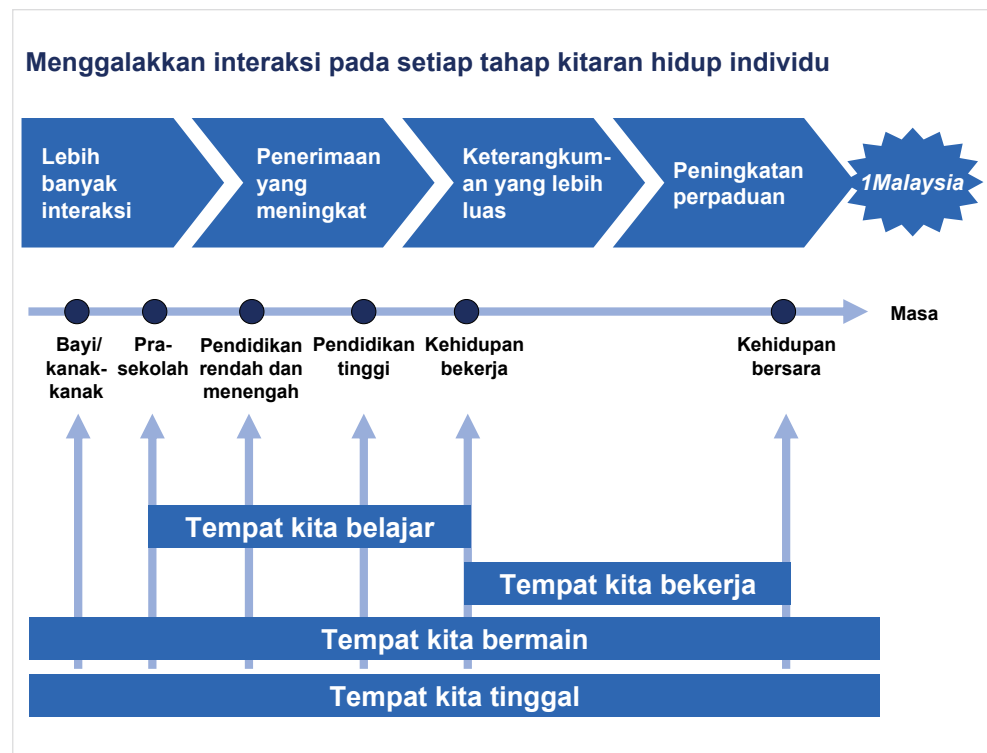 Menggalakkan interaksi pada setiap tahap kitaran hidup individu
Lebih
banyak
interaksi
Penerimaan
yang
meningkat
Keterangkum-
an yang lebih
luas
Peningkatan
perpaduan
1Malaysia
Masa
Bayi/
kanak-
kanak
Pra-
sekolah
Pendidikan
rendah dan
menengah
Pendidikan
tinggi
Kehidupan
bekerja
Kehidupan
bersara
Tempat kita belajar
Tempat kita bekerja
Tempat kita bermain
Tempat kita tinggal